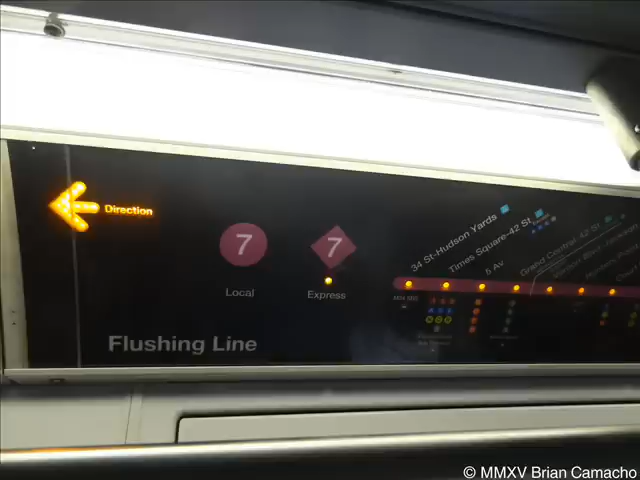 Direction
7
7
Local
Express
Flushing Line
34 St-Hudson Yards
Times Square-42 St
5 Av
Grand Central-42 St
© MMXV Brian Camacho